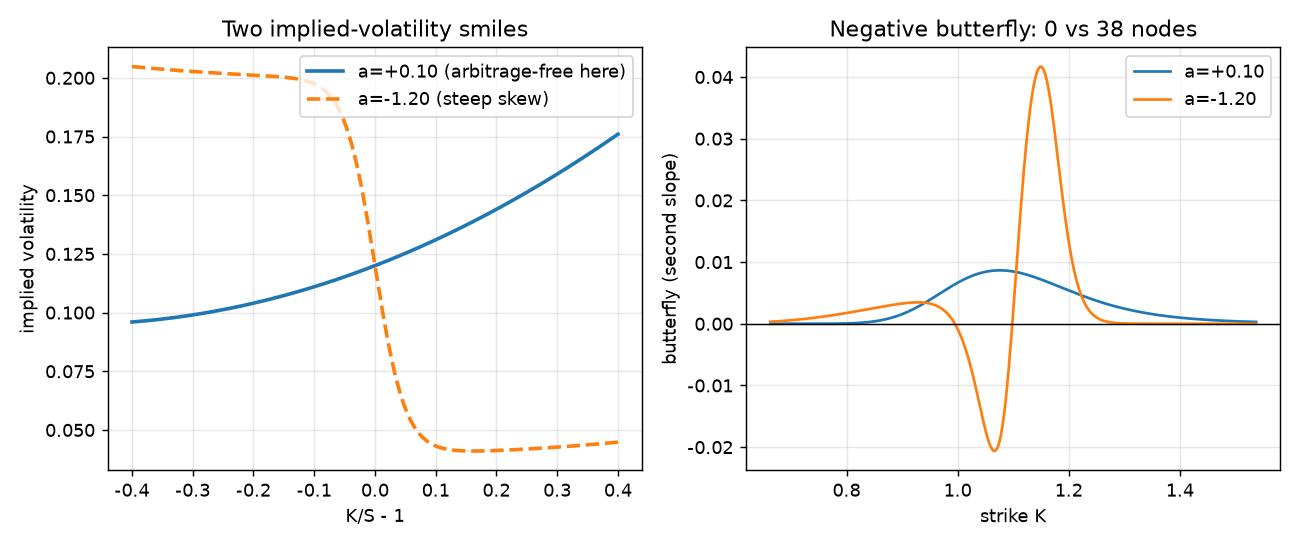 Two implied-volatility smiles
implied volatility
0.200
0.175
0.150
0.125
0.100
0.075
0.050
a=+0.10 (arbitrage-free here)
a=-1.20 (steep skew)
-0.4 -0.3 -0.2 -0.1 0.0 0.1 0.2 0.3 0.4
K/S - 1
Negative butterfly: 0 vs 38 nodes
butterfly (second slope)
0.04
0.03
0.02
0.01
0.00
-0.01
-0.02
a=+0.10
a=-1.20
0.8 1.0 1.2 1.4
strike K